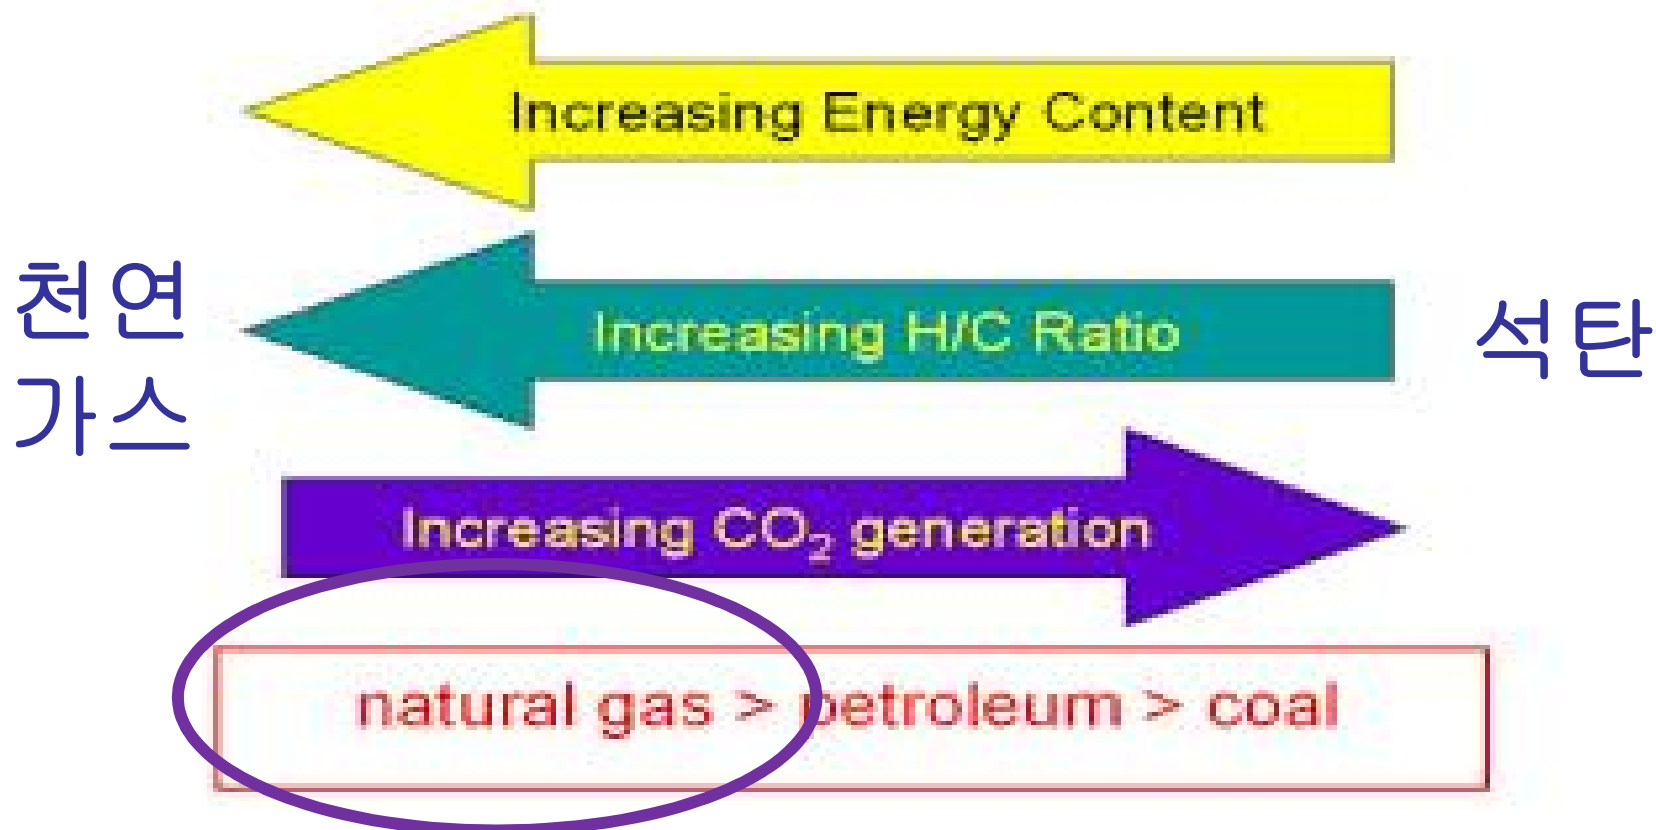 Increasing Energy Content
천연
가스
Increasing H/C Ratio
석탄
Increasing CO₂ generation
natural gas > petroleum > coal